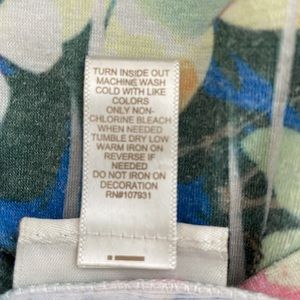 TURN INSIDE OUT
MACHINE WASH
COLD WITH LIKE
COLORS
ONLY NON-
CHLORINE BLEACH
WHEN NEEDED
TUMBLE DRY LOW
WARM IRON ON
REVERSE IF
NEEDED
DO NOT IRON ON
DECORATION
RN#107931